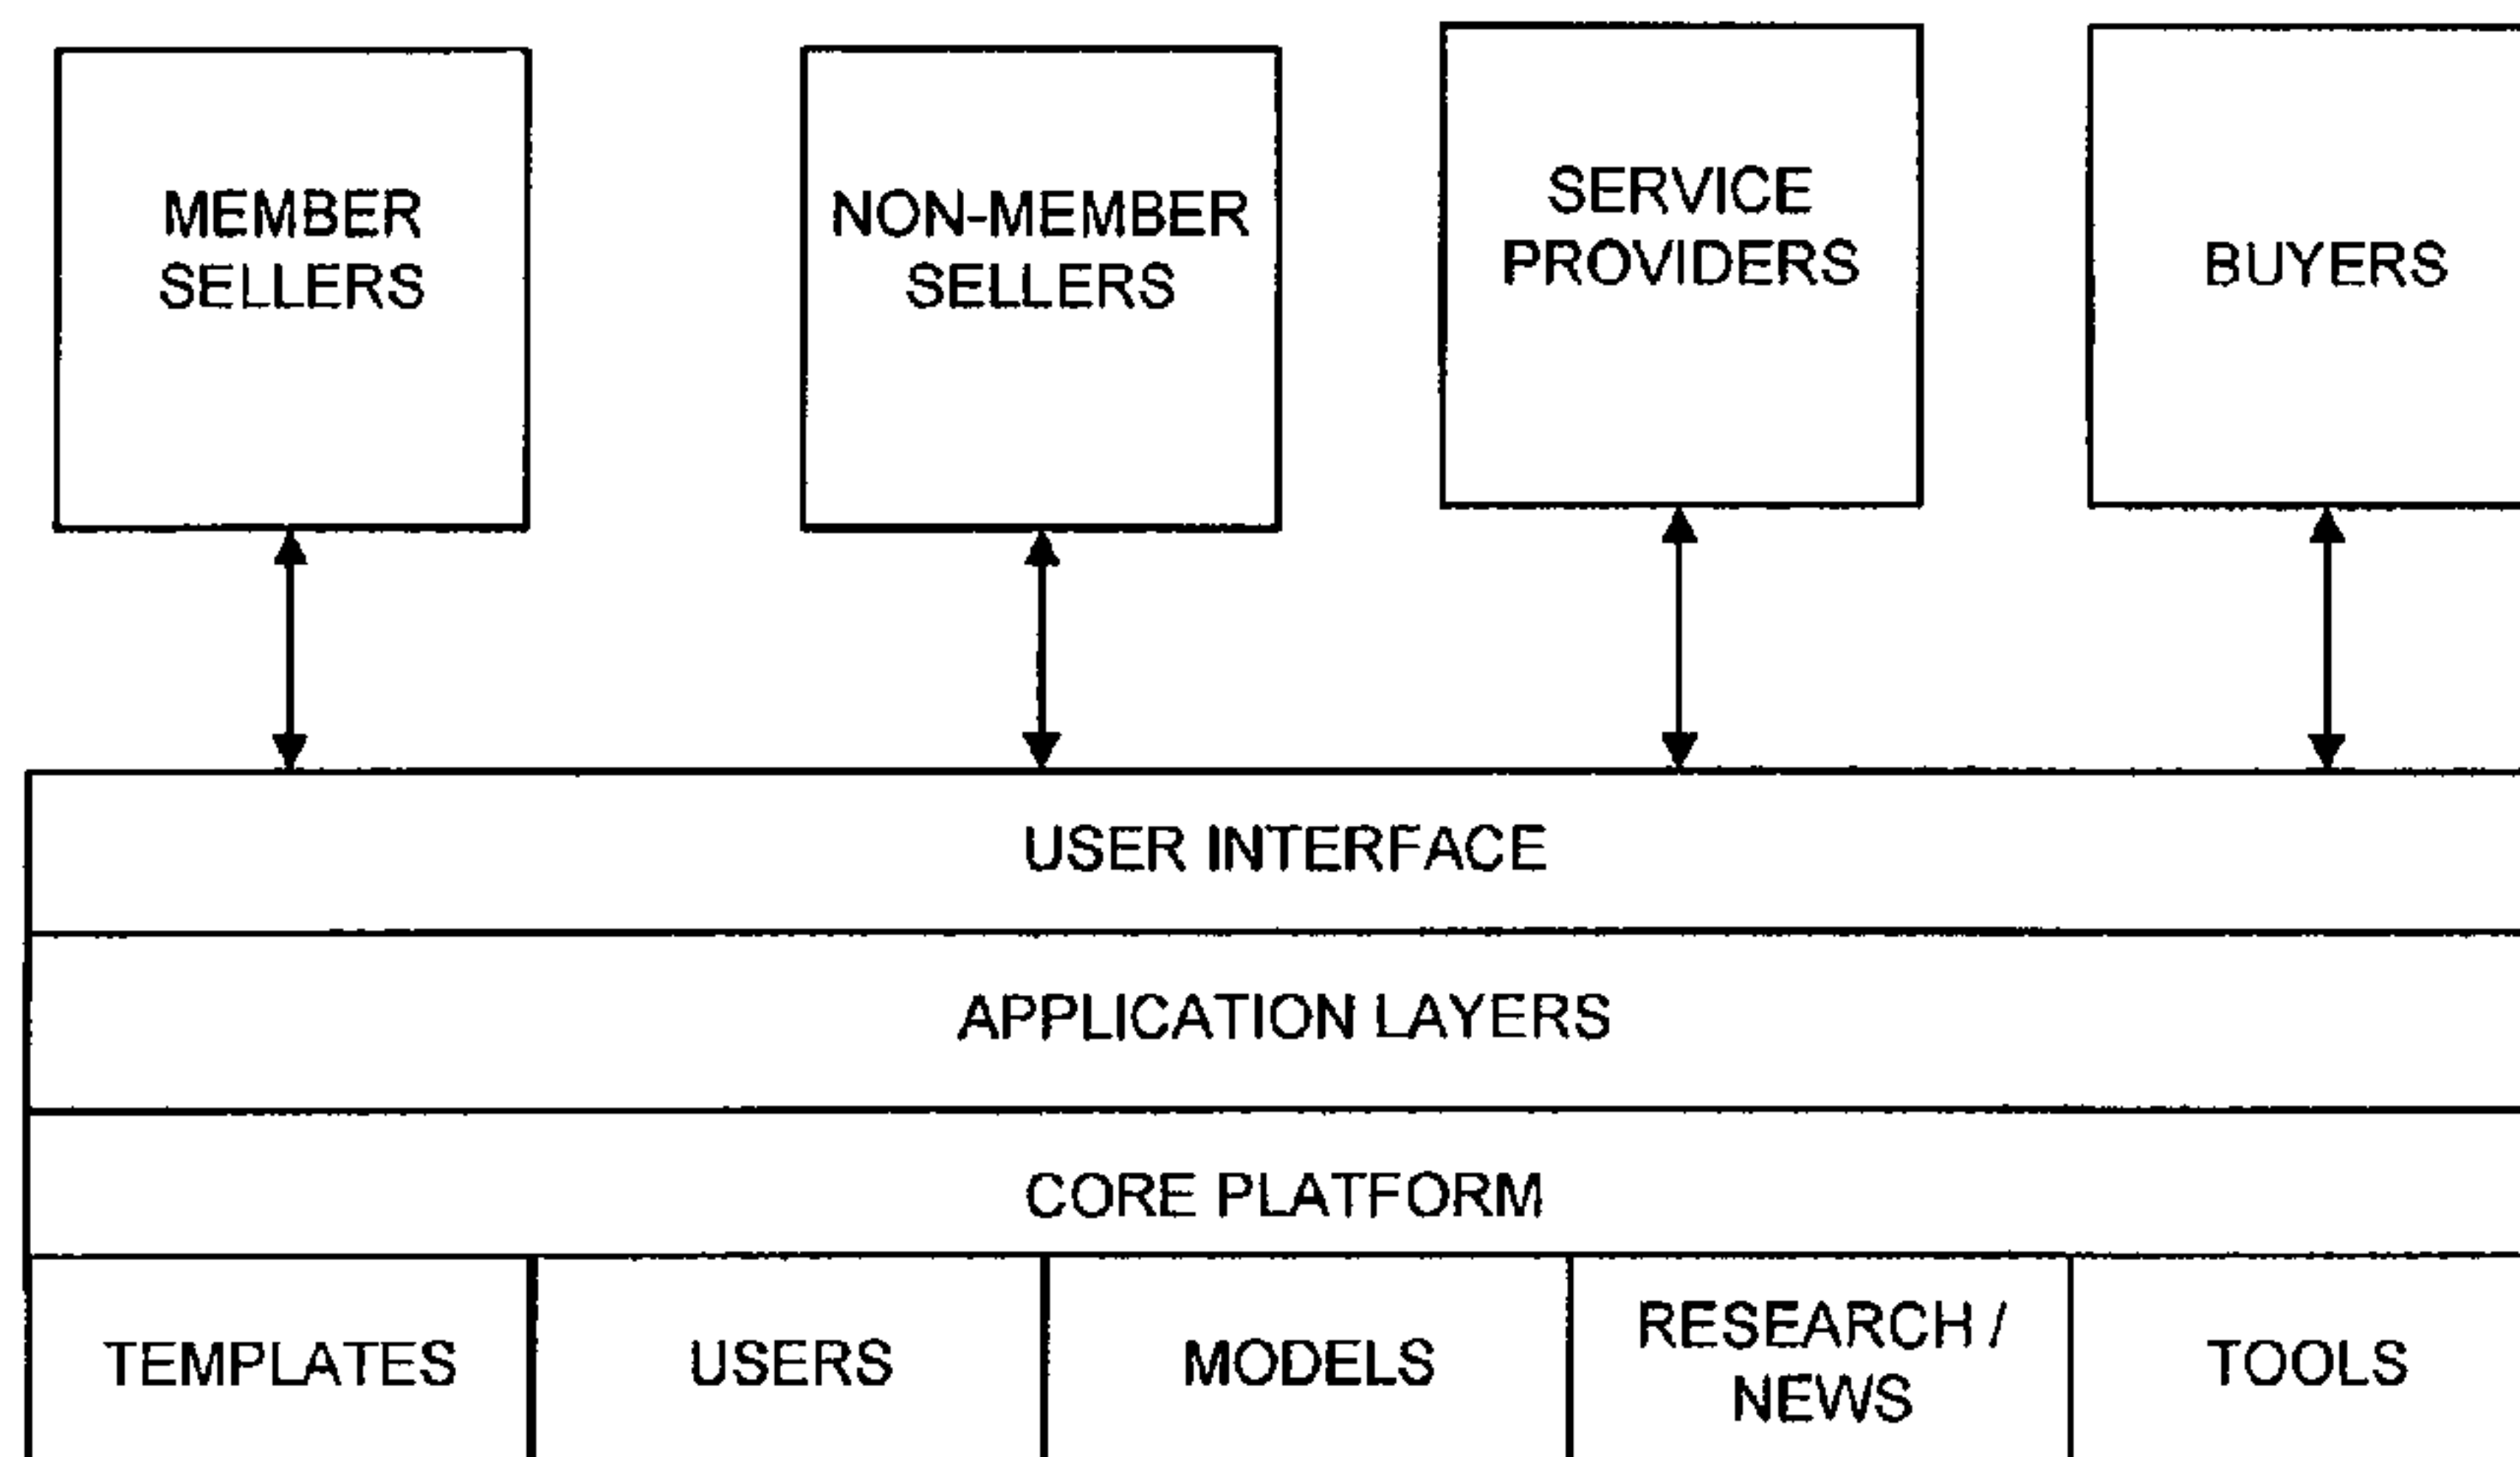 MEMBER
SELLERS
NON-MEMBER
SELLERS
SERVICE
PROVIDERS
BUYERS
USER INTERFACE
APPLICATION LAYERS
CORE PLATFORM
TEMPLATES
USERS
MODELS
RESEARCH /
NEWS
TOOLS